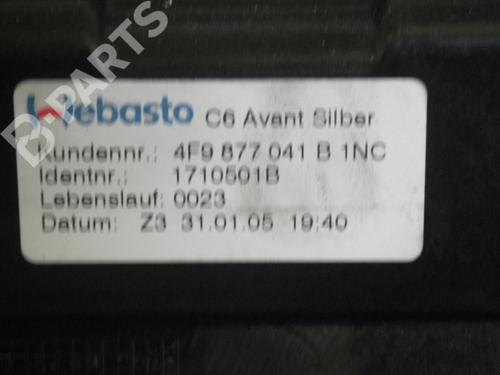 B-PARTS
Webasto C6 Avant Silber
Kundennr.: 4F9 877 041 B 1NC
Identnr.: 1710501B
Lebenslauf: 0023
Datum: Z3 31.01.05 19:40